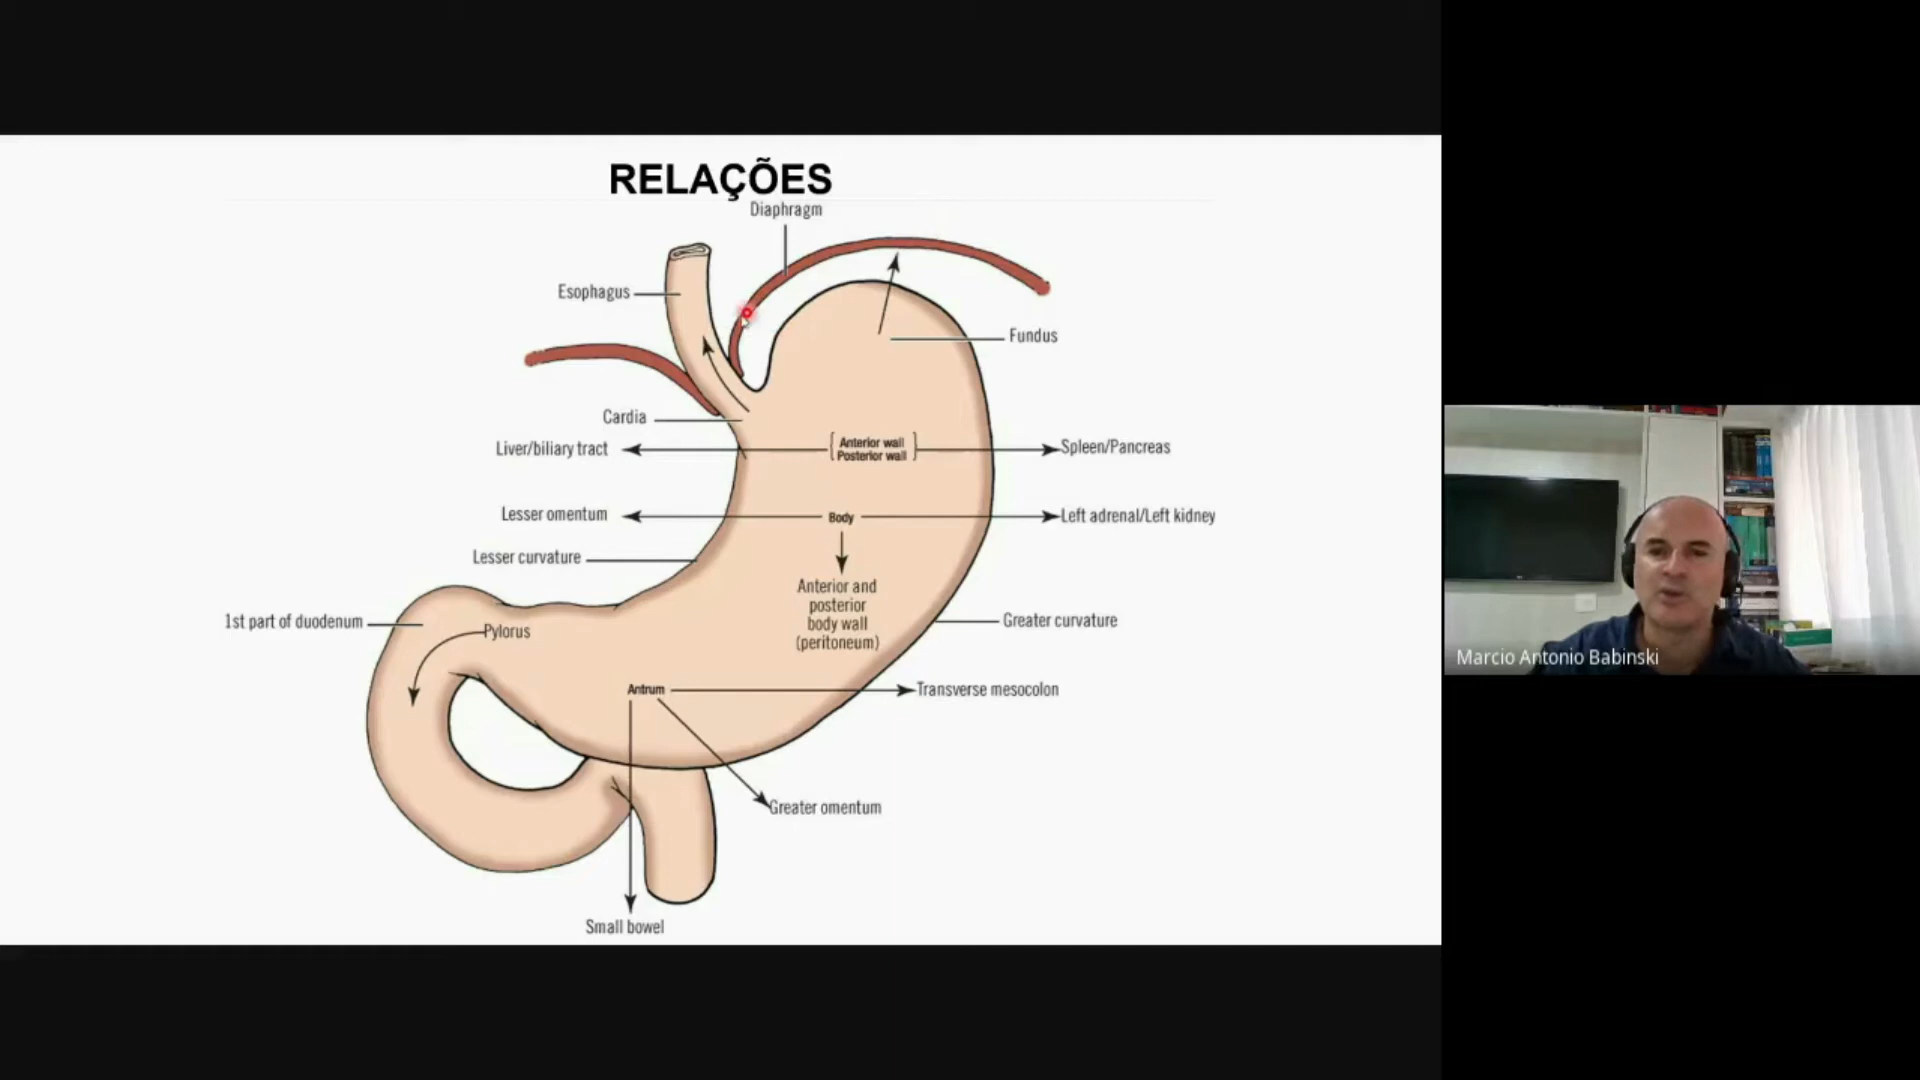 RELAÇÕES
Diaphragm
Esophagus
Fundus
Cardia
Liver/biliary tract
Anterior wall
Posterior wall
Spleen/Pancreas
Lesser omentum
Body
Left adrenal/Left kidney
Lesser curvature
Anterior and
posterior
body wall
(peritoneum)
1st part of duodenum
Pylorus
Greater curvature
Antrum
Transverse mesocolon
Greater omentum
Small bowel
Marcio Antonio Babinski